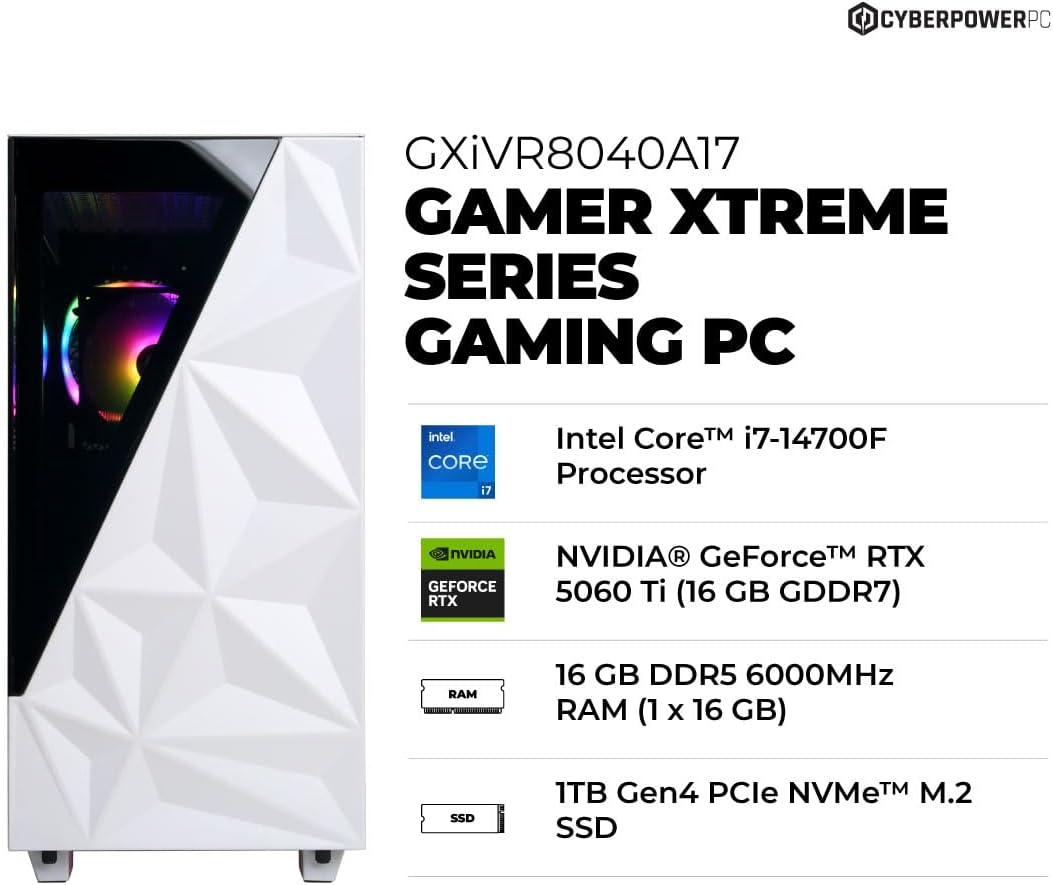 CYBERPOWERPC
GXiVR8040A17
GAMER XTREME
SERIES
GAMING PC
intel
CORE
i7
Intel Core™ i7-14700F
Processor
NVIDIA
GEFORCE
RTX
NVIDIA® GeForce™ RTX
5060 Ti (16 GB GDDR7)
RAM
16 GB DDR5 6000MHz
RAM (1 x 16 GB)
SSD
1TB Gen4 PCIe NVMe™ M.2
SSD